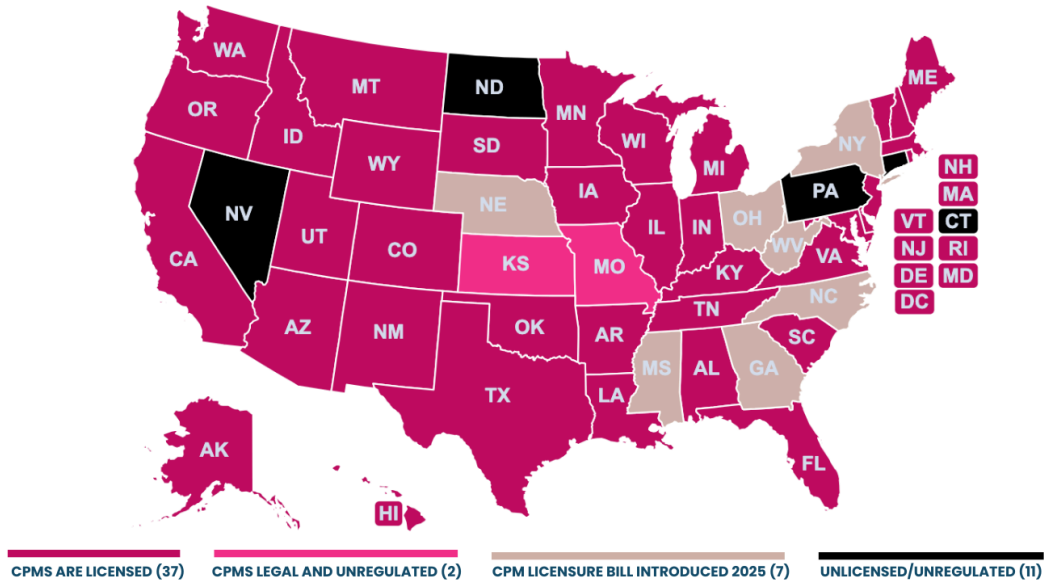 WA
MT
ND
MN
ME
OR
ID
SD
WI
NY
WY
MI
NH
MA
NV
NE
IA
PA
VT CT
UT
CO
IL
IN
OH
NJ RI
CA
KS
MO
WV
VA
DE MD
KY
DC
AZ
NM
OK
AR
TN
NC
SC
TX
LA
MS
AL
GA
AK
FL
HI
CPMS ARE LICENSED (37)
CPMS LEGAL AND UNREGULATED (2)
CPM LICENSURE BILL INTRODUCED 2025 (7)
UNLICENSED/UNREGULATED (11)